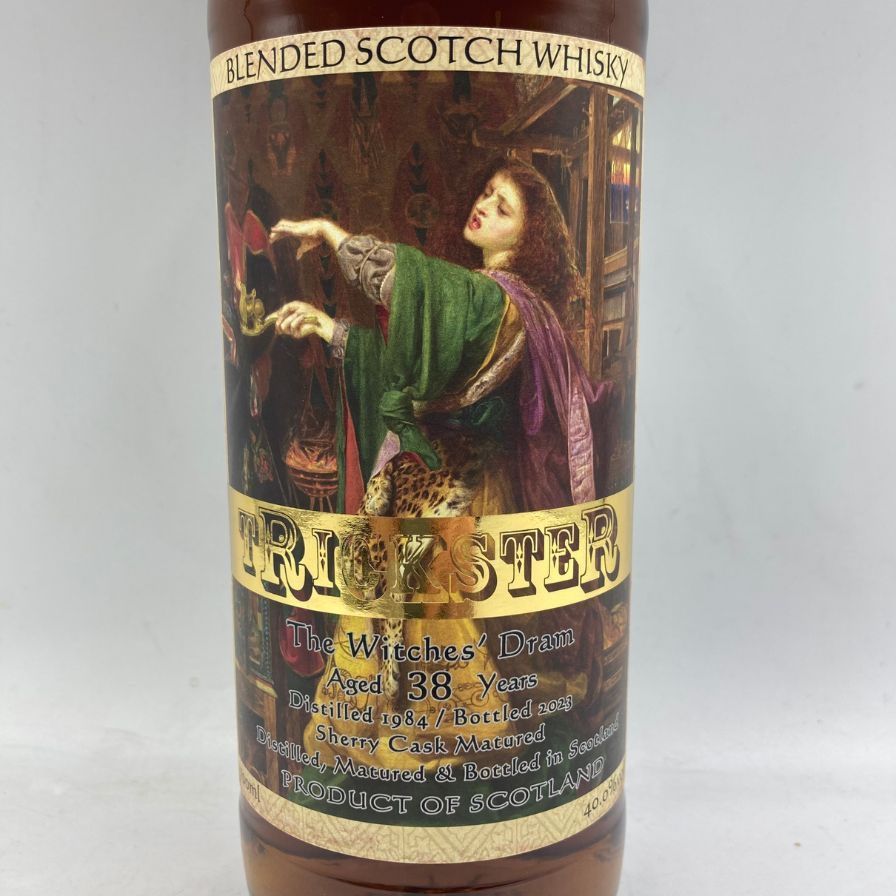 BLENDED SCOTCH WHISKY
TRICKSTER
The Witches' Dram
Aged 38 Years
Distilled 1984 / Bottled 2023
Sherry Cask Matured
Distilled, Matured & Bottled in Scotland
PRODUCT OF SCOTLAND